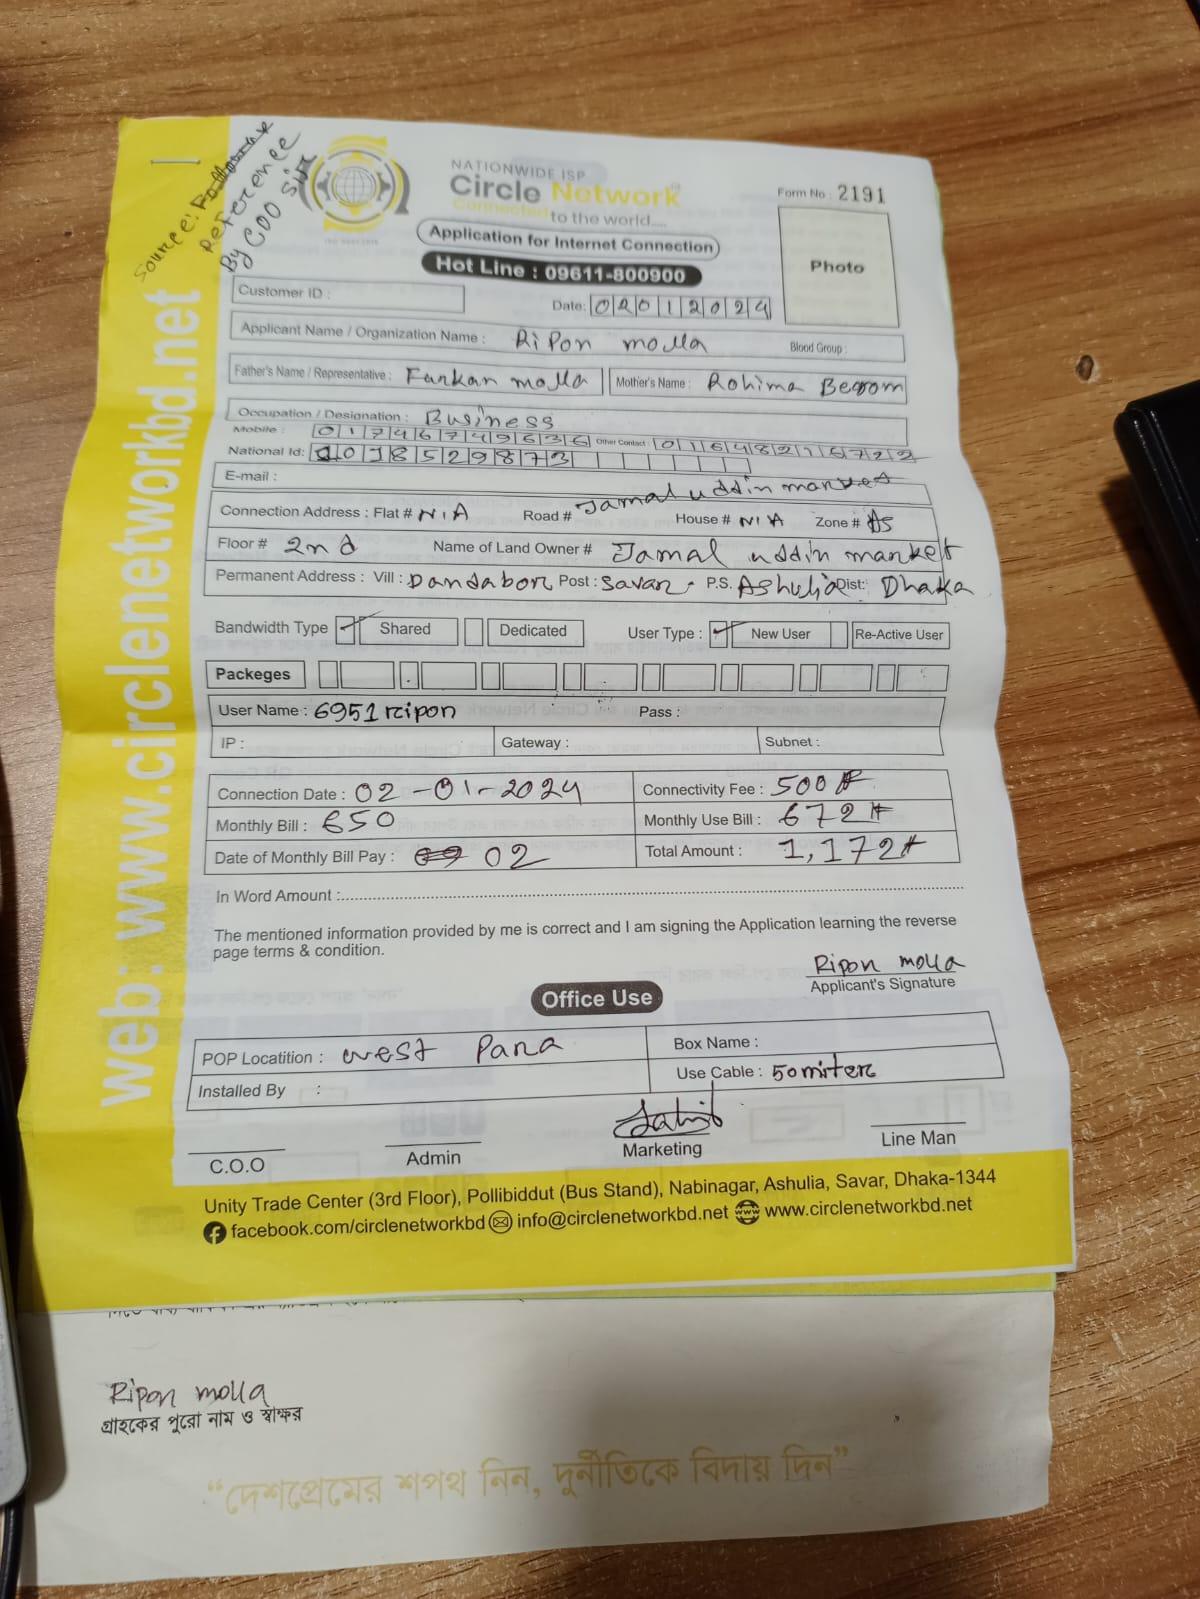 Source: Reference
By COO Sir
NATIONWIDE ISP
Circle Network
Connected to the world....
Form No : 2191
Application for Internet Connection
Hot Line : 09611-800900
Photo
Customer ID :
Date: 02012024
Applicant Name / Organization Name : Ripon molla Blood Group :
Father's Name / Representative : Farkan molla Mother's Name : Rohima Begom
Occupation / Designation : Business
Mobile : 01746749636 Other Contact : 01648216722
National Id: 1018529873
E-mail :
Connection Address : Flat # N/A Road # Jamal uddin market House # N/A Zone # As
Floor # 2nd Name of Land Owner # Jamal uddin market
Permanent Address : Vill : Dandabor Post : Savar. P.S. Ashulia Dist: Dhaka
Bandwidth Type Shared Dedicated User Type : New User Re-Active User
Packeges
User Name : 6951ripon Pass :
IP : Gateway : Subnet :
Connection Date : 02-01-2024 Connectivity Fee : 500
Monthly Bill : 650 Monthly Use Bill : 672
Date of Monthly Bill Pay : 02 Total Amount : 1,172
In Word Amount :
The mentioned information provided by me is correct and I am signing the Application learning the reverse
page terms & condition.
Ripon molla
Applicant's Signature
Office Use
POP Locatition : west Para Box Name :
Installed By : Use Cable : 50 miter
C.O.O Admin Marketing Line Man
Unity Trade Center (3rd Floor), Pollibiddut (Bus Stand), Nabinagar, Ashulia, Savar, Dhaka-1344
facebook.com/circlenetworkbd info@circlenetworkbd.net www.circlenetworkbd.net
web: www.circlenetworkbd.net
Ripon molla
গ্রাহকের পুরো নাম ও স্বাক্ষর
“দেশপ্রেমের শপথ নিন, দুর্নীতিকে বিদায় দিন”